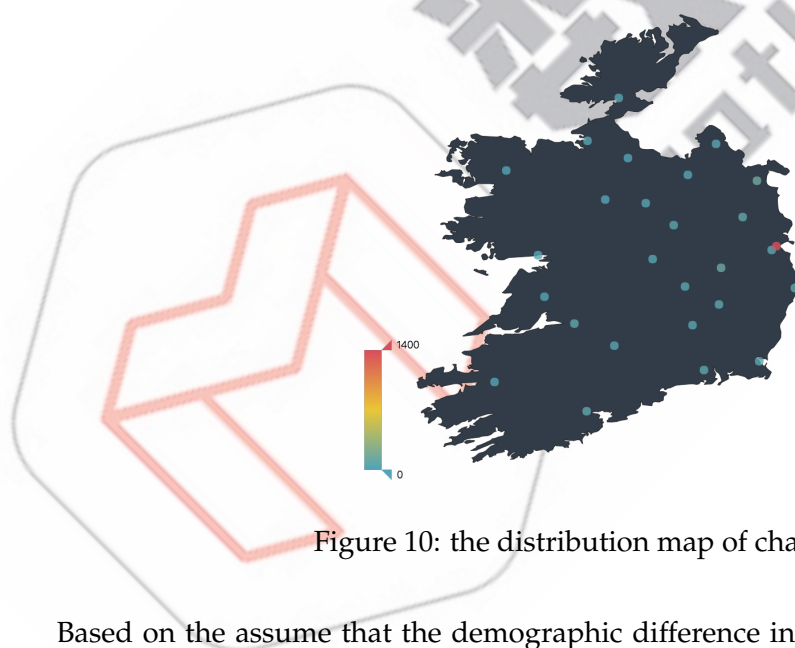 1400
0
Figure 10: the distribution map of cha
Based on the assume that the demographic difference in